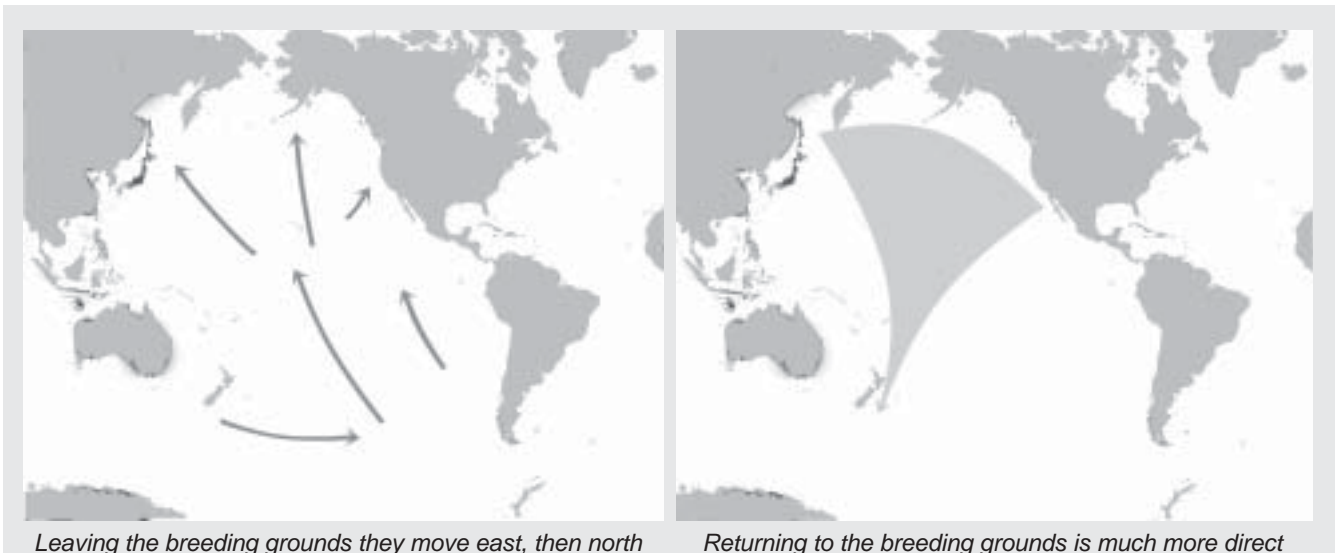 Leaving the breeding grounds they move east, then north
Returning to the breeding grounds is much more direct